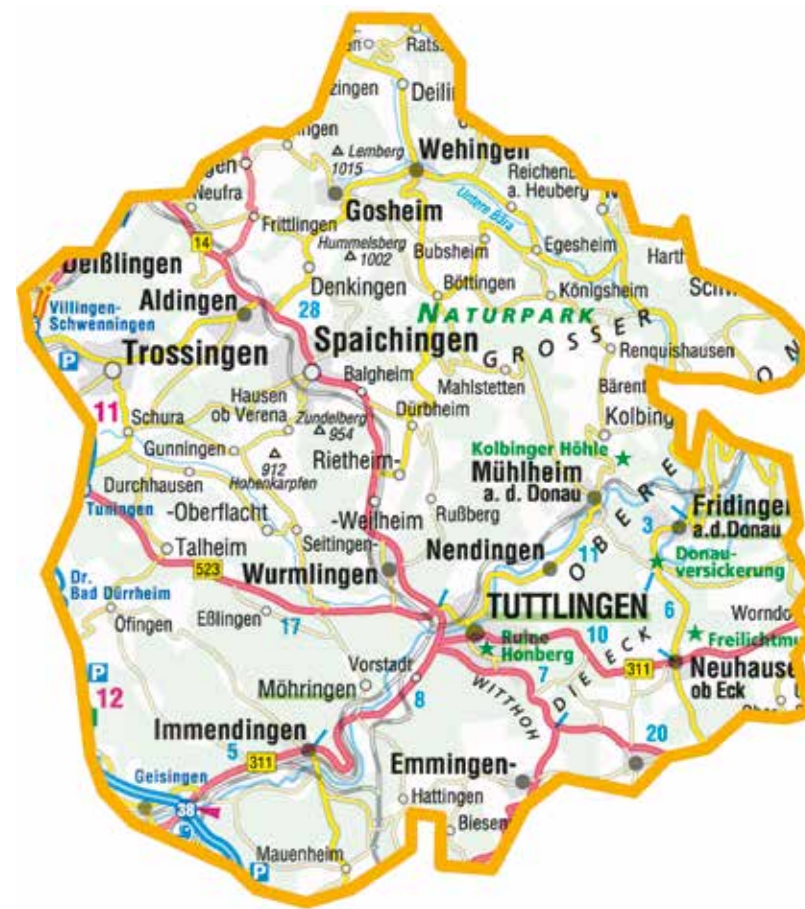 Rats
Deili
zingen
Lemberg
1015
Wehingen
Reichenb
a. Heuberg
Untere Bära
Neufra
Gosheim
Frittlingen
14
Hummelsberg
1002
Bubsheim
Egesheim
Harth
Deißlingen
Denkingen
Böttingen
Königsheim
Aldingen
28
Villingen-
Schwenningen
NATURPARK
GROSSER
P
Trossingen
Spaichingen
Renquishausen
Balgheim
Mahlstetten
Bärent
Hausen
ob Verena
Zundelberg
954
Dürbheim
Kolbing
11
Schura
Gunningen
912
Hohenkarpfen
Rietheim-
Kolbinger Höhle
Mühlheim
a. d. Donau
OBERE
Durchhausen
Tuningen
-Oberflacht
-Weilheim
Rußberg
Fridingen
a.d.Donau
3
Seitingen-
Talheim
Nendingen
11
Donau-
versickerung
523
Wurmlingen
Dr.
Bad Dürrheim
Öfingen
Eßlingen
17
TUTTLINGEN
6
Worndo
Ruine
Honberg
10
Freilichtm
Vorstadt
7
311
Neuhause
ob Eck
P
Möhringen
8
WITTHOH
DIE ECK
12
Immendingen
5
311
20
Emmingen-
Geisingen
38
Hattingen
Biesen
Mauenheim
P